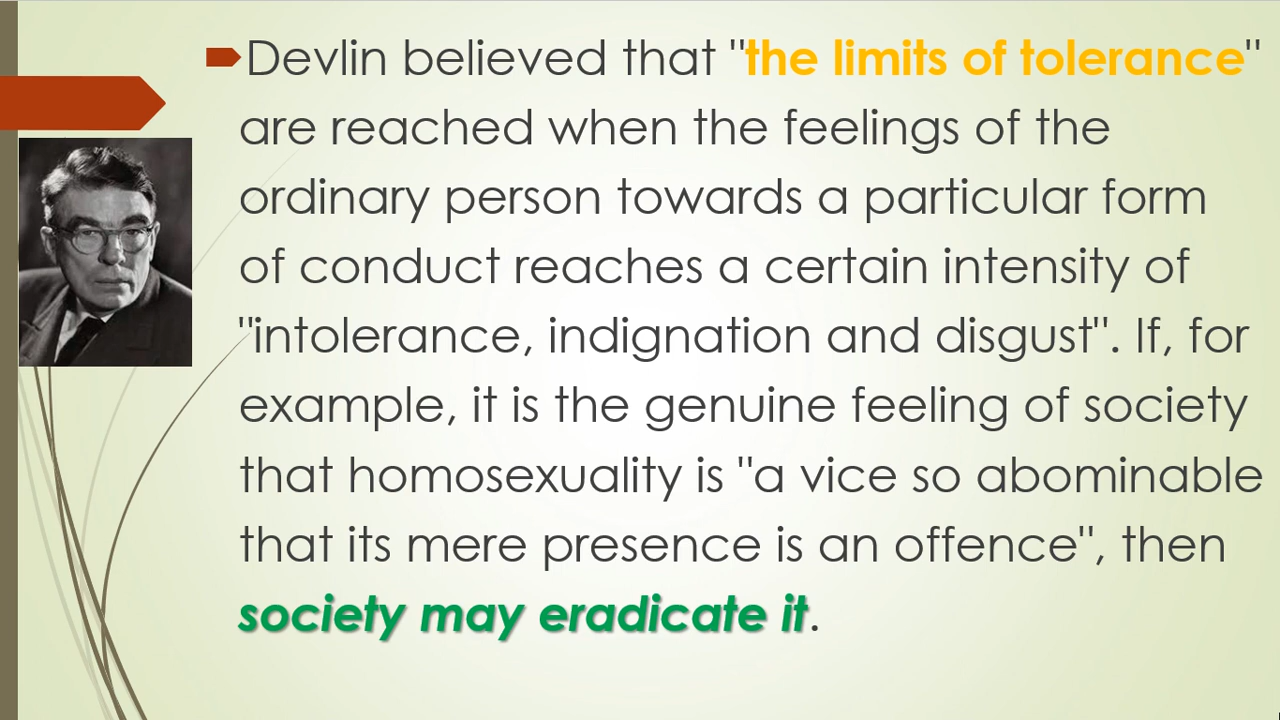 Devlin believed that "the limits of tolerance"
are reached when the feelings of the
ordinary person towards a particular form
of conduct reaches a certain intensity of
"intolerance, indignation and disgust". If, for
example, it is the genuine feeling of society
that homosexuality is "a vice so abominable
that its mere presence is an offence", then
society may eradicate it.